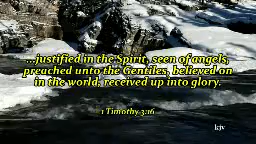 ...justified in the Spirit, seen of angels,
preached unto the Gentiles, believed on
in the world, received up into glory.
1 Timothy 3:16
kjv